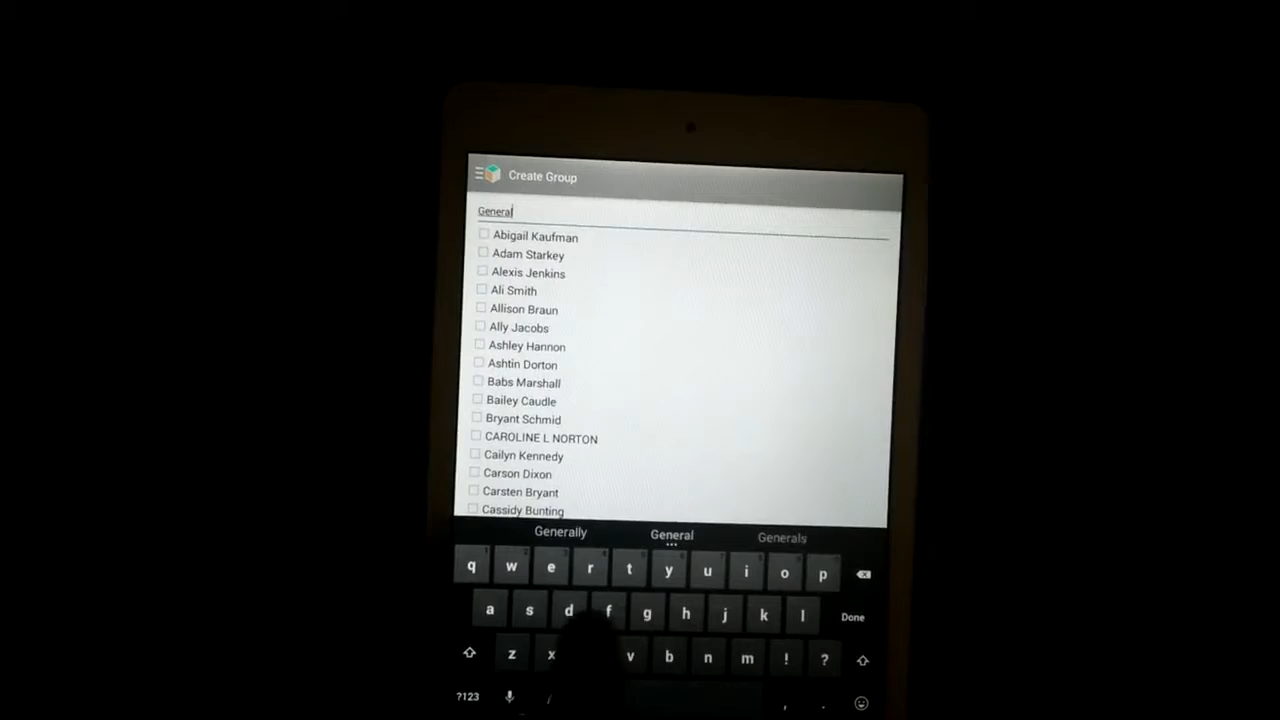 Create Group
General
Abigail Kaufman
Adam Starkey
Alexis Jenkins
Ali Smith
Allison Braun
Ally Jacobs
Ashley Hannon
Ashtin Dorton
Babs Marshall
Bailey Caudle
Bryant Schmid
CAROLINE L NORTON
Cailyn Kennedy
Carson Dixon
Carsten Bryant
Cassidy Bunting
Generally General Generals
q w e r t y u i o p
a s d f g h j k l Done
z x v b n m ! ?
?123 / , .